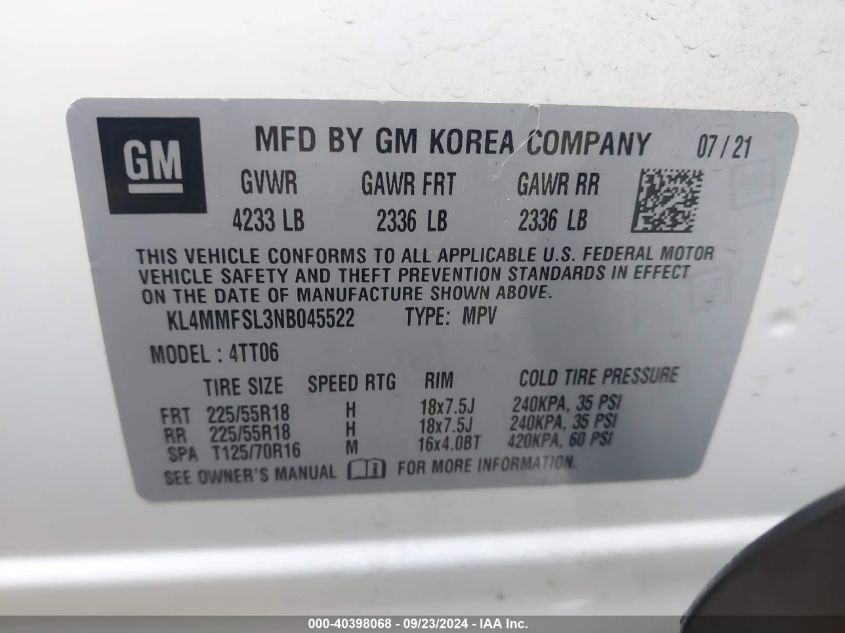 GM
MFD BY GM KOREA COMPANY 07/21
GVWR GAWR FRT GAWR RR
4233 LB 2336 LB 2336 LB
THIS VEHICLE CONFORMS TO ALL APPLICABLE U.S. FEDERAL MOTOR
VEHICLE SAFETY AND THEFT PREVENTION STANDARDS IN EFFECT
ON THE DATE OF MANUFACTURE SHOWN ABOVE.
KL4MMFSL3NB045522 TYPE: MPV
MODEL : 4TT06
TIRE SIZE SPEED RTG RIM COLD TIRE PRESSURE
FRT 225/55R18 H 18x7.5J 240KPA, 35 PSI
RR 225/55R18 H 18x7.5J 240KPA, 35 PSI
SPA T125/70R16 M 16x4.0BT 420KPA, 60 PSI
SEE OWNER'S MANUAL FOR MORE INFORMATION.
000-40398068 - 09/23/2024 - IAAI.com